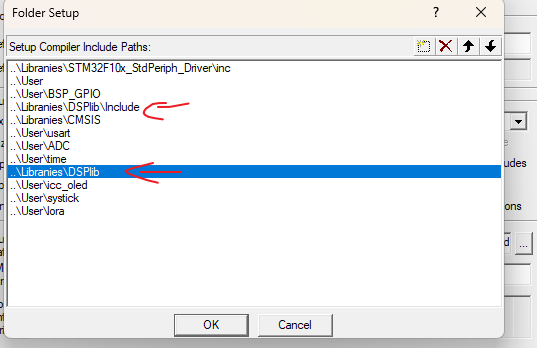 Folder Setup
Setup Compiler Include Paths:
..\Libraries\STM32F10x_StdPeriph_Driver\inc
..\User
..\User\BSP_GPIO
..\Libraries\DSPlib\Include
..\Libraries\CMSIS
..\User\usart
..\User\ADC
..\User\time
..\Libraries\DSPlib
..\User\icc_oled
..\User\systick
..\User\lora
udes
ons
d
...
OK
Cancel